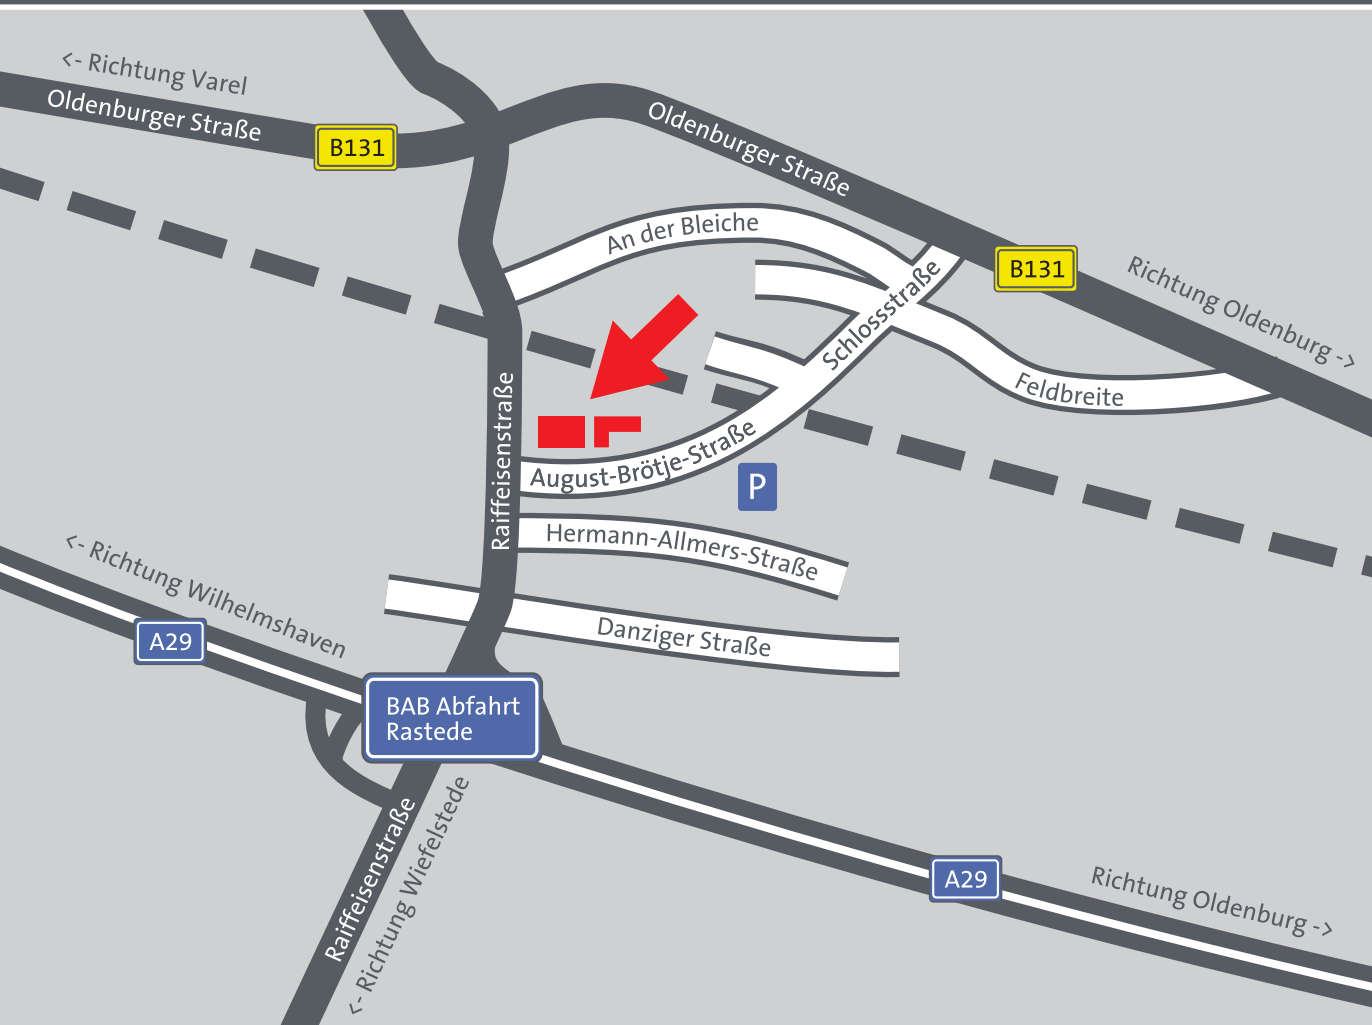 <- Richtung Varel
Oldenburger Straße
B131
Oldenburger Straße
An der Bleiche
B131
Richtung Oldenburg ->
Schlossstraße
Feldbreite
Raiffeisenstraße
August-Brötje-Straße
P
Hermann-Allmers-Straße
<- Richtung Wilhelmshaven
A29
Danziger Straße
BAB Abfahrt
Rastede
Raiffeisenstraße
<- Richtung Wiefelstede
A29
Richtung Oldenburg ->